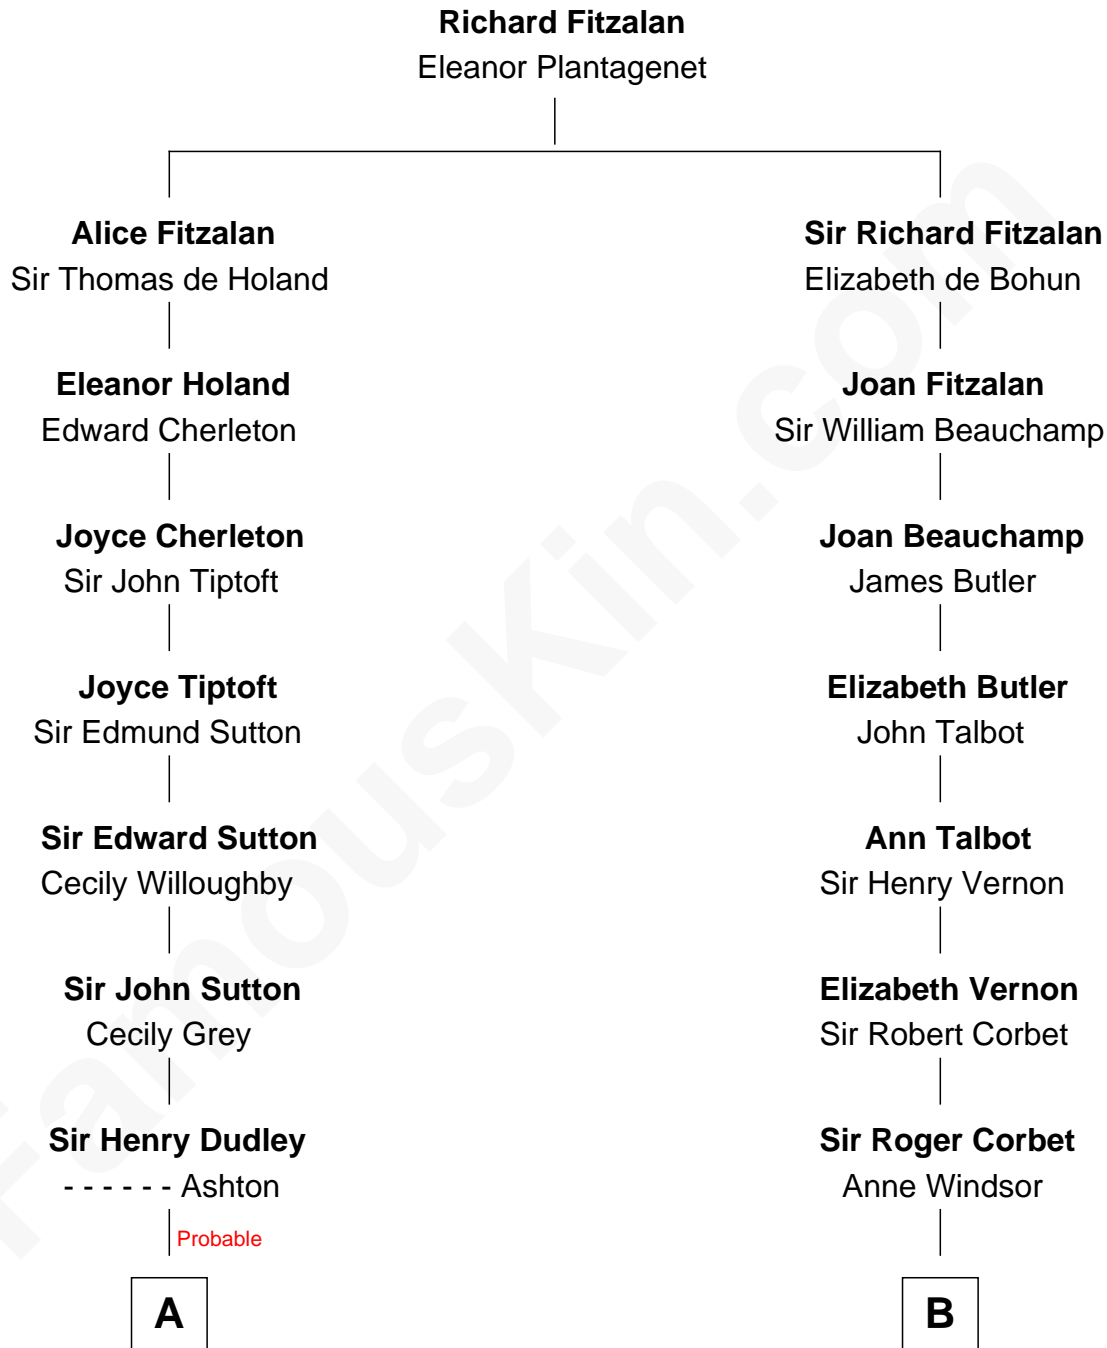 Richard Fitzalan
Eleanor Plantagenet
Alice Fitzalan
Sir Thomas de Holand
Sir Richard Fitzalan
Elizabeth de Bohun
Eleanor Holand
Edward Cherleton
Joan Fitzalan
Sir William Beauchamp
Joyce Cherleton
Sir John Tiptoft
Joan Beauchamp
James Butler
Joyce Tiptoft
Sir Edmund Sutton
Elizabeth Butler
John Talbot
Sir Edward Sutton
Cecily Willoughby
Ann Talbot
Sir Henry Vernon
Sir John Sutton
Cecily Grey
Elizabeth Vernon
Sir Robert Corbet
Sir Henry Dudley
- - - - - - Ashton
Sir Roger Corbet
Anne Windsor
Probable
A
B
FamousKin.com